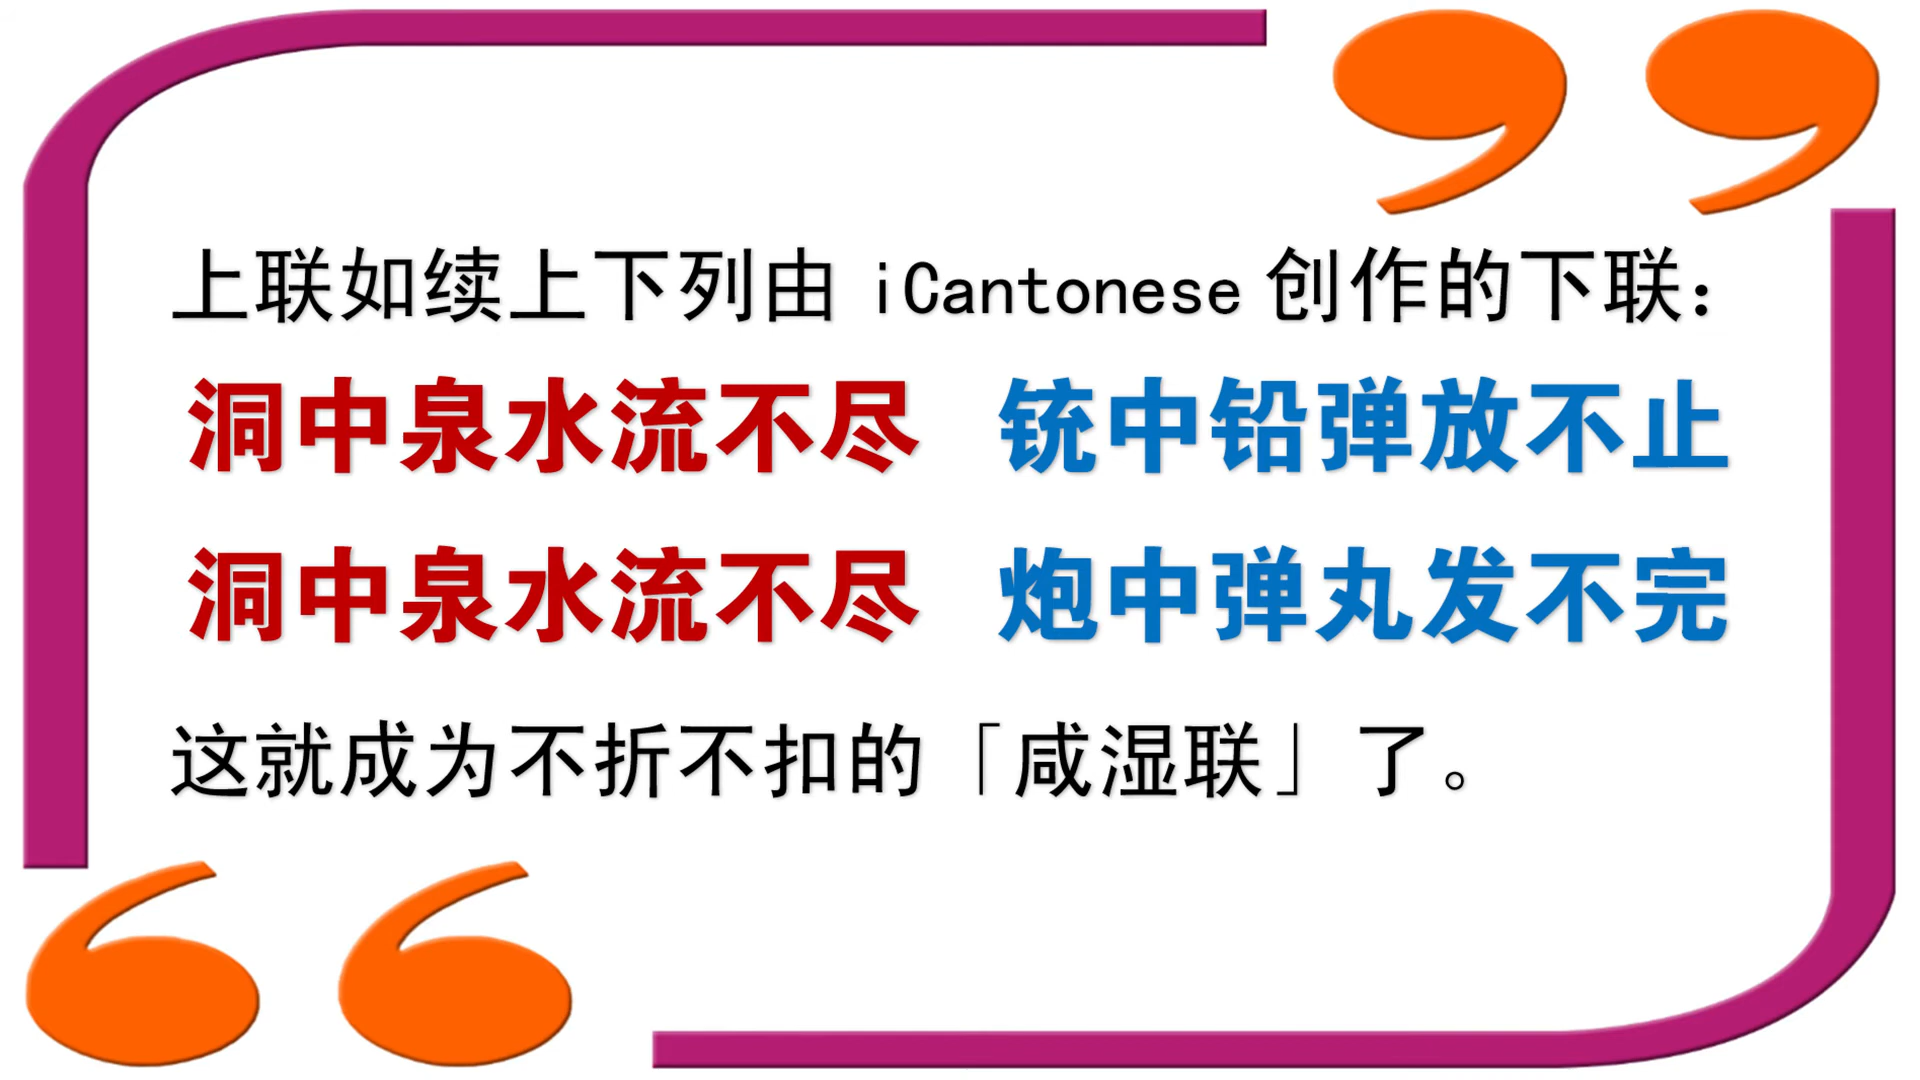 上联如续上下列由 iCantonese 创作的下联：
洞中泉水流不尽 铳中铅弹放不止
洞中泉水流不尽 炮中弹丸发不完
这就成为不折不扣的「咸湿联」了。